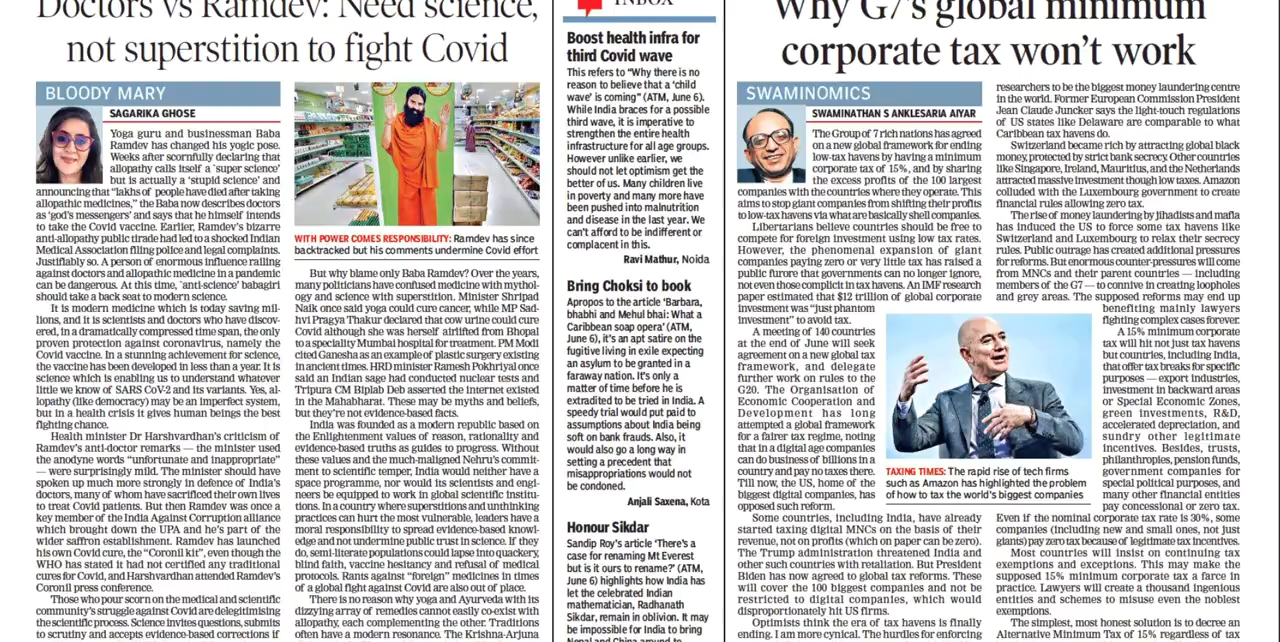 Doctors vs Ramdev: Need science,
not superstition to fight Covid
BLOODY MARY
SAGARIKA GHOSE
Yoga guru and businessman Baba
Ramdev has changed his yogic pose.
Weeks after scornfully declaring that
allopathy calls itself a `super science'
but is actually a 'stupid science' and
announcing that "lakhs of people have died after taking
allopathic medicines," the Baba now describes doctors
as 'god's messengers' and says that he himself intends
to take the Covid vaccine. Earlier, Ramdev's bizarre
anti-allopathy public tirade had led to a shocked Indian
Medical Association filing police and legal complaints.
Justifiably so. A person of enormous influence railing
against doctors and allopathic medicine in a pandemic
can be dangerous. At this time, `anti-science' babagiri
should take a back seat to modern science.
It is modern medicine which is today saving mil-
lions, and it is scientists and doctors who have discov-
ered, in a dramatically compressed time span, the only
proven protection against coronavirus, namely the
Covid vaccine. In a stunning achievement for science,
the vaccine has been developed in less than a year. It is
science which is enabling us to understand whatever
little we know of SARS CoV-2 and its variants. Yes, al-
lopathy (like democracy) may be an imperfect system,
but in a health crisis it gives human beings the best
fighting chance.
Health minister Dr Harshvardhan's criticism of
Ramdev's anti-doctor remarks — the minister used
the anodyne words "unfortunate and inappropriate"
— were surprisingly mild. The minister should have
spoken up much more strongly in defence of India's
doctors, many of whom have sacrificed their own lives
to treat Covid patients. But then Ramdev was once a
key member of the India Against Corruption alliance
which brought down the UPA and he's part of the
wider saffron establishment. Ramdev has launched
his own Covid cure, the "Coronil kit", even though the
WHO has stated it had not certified any traditional
cures for Covid, and Harshvardhan attended Ramdev's
Coronil press conference.
Those who pour scorn on the medical and scientific
community's struggle against Covid are delegitimising
the scientific process. Science invites questions, submits
to scrutiny and accepts evidence-based corrections if
WITH POWER COMES RESPONSIBILITY: Ramdev has since
backtracked but his comments undermine Covid effort
But why blame only Baba Ramdev? Over the years,
many politicians have confused medicine with mythol-
ogy and science with superstition. Minister Shripad
Naik once said yoga could cure cancer, while MP Sad-
hvi Pragya Thakur declared that cow urine could cure
Covid although she was herself airlifted from Bhopal
to a speciality Mumbai hospital for treatment. PM Modi
cited Ganesha as an example of plastic surgery existing
in ancient times. HRD minister Ramesh Pokhriyal once
said an Indian sage had conducted nuclear tests and
Tripura CM Biplab Deb asserted the internet existed
in the Mahabharat. These may be myths and beliefs,
but they're not evidence-based facts.
India was founded as a modern republic based on
the Enlightenment values of reason, rationality and
evidence-based truths as guides to progress. Without
these values and the much-maligned Nehru's commit-
ment to scientific temper, India would neither have a
space programme, nor would its scientists and engi-
neers be equipped to work in global scientific institu-
tions. In a country where superstitions and unthinking
practices can hurt the most vulnerable, leaders have a
moral responsibility to spread evidence-based knowl-
edge and not undermine public trust in science. If they
do, semi-literate populations could lapse into quackery,
blind faith, vaccine hesitancy and refusal of medical
protocols. Rants against "foreign" medicines in times
of a global fight against Covid are also out of place.
There is no reason why yoga and Ayurveda with its
dizzying array of remedies cannot easily co-exist with
allopathy, each complementing the other. Traditions
often have a modern resonance. The Krishna-Arjuna
INBOX
Boost health infra for
third Covid wave
This refers to "Why there is no
reason to believe that a 'child
wave' is coming" (ATM, June 6).
While India braces for a possible
third wave, it is imperative to
strengthen the entire health
infrastructure for all age groups.
However unlike earlier, we
should not let optimism get the
better of us. Many children live
in poverty and many more have
been pushed into malnutrition
and disease in the last year. We
can't afford to be indifferent or
complacent in this.
Ravi Mathur, Noida
Bring Choksi to book
Apropos to the article 'Barbara,
bhabhi and Mehul bhai: What a
Caribbean soap opera' (ATM,
June 6), it's an apt satire on the
fugitive living in exile expecting
an asylum to be granted in a
faraway nation. It's only a
matter of time before he is
extradited to be tried in India. A
speedy trial would put paid to
assumptions about India being
soft on bank frauds. Also, it
would also go a long way in
setting a precedent that
misappropriations would not
be condoned.
Anjali Saxena, Kota
Honour Sikdar
Sandip Roy's article 'There's a
case for renaming Mt Everest
but is it ours to rename?' (ATM,
June 6) highlights how India has
let the celebrated Indian
mathematician, Radhanath
Sikdar, remain in oblivion. It may
be impossible for India to bring
Nepal and China around to
Why G7's global minimum
corporate tax won't work
SWAMINOMICS
SWAMINATHAN S ANKLESARIA AIYAR
The Group of 7 rich nations has agreed
on a new global framework for ending
low-tax havens by having a minimum
corporate tax of 15%, and by sharing
the excess profits of the 100 largest
companies with the countries where they operate. This
aims to stop giant companies from shifting their profits
to low-tax havens via what are basically shell companies.
Libertarians believe countries should be free to
compete for foreign investment using low tax rates.
However, the phenomenal expansion of giant
companies paying zero or very little tax has raised a
public furore that governments can no longer ignore,
not even those complicit in tax havens. An IMF research
paper estimated that $12 trillion of global corporate
investment was "just phantom
investment" to avoid tax.
A meeting of 140 countries
at the end of June will seek
agreement on a new global tax
framework, and delegate
further work on rules to the
G20. The Organisation of
Economic Cooperation and
Development has long
attempted a global framework
for a fairer tax regime, noting
that in a digital age companies
can do business of billions in a
country and pay no taxes there.
Till now, the US, home of the
biggest digital companies, has
opposed such reform.
Some countries, including India, have already
started taxing digital MNCs on the basis of their
revenue, not on profits (which on paper can be zero).
The Trump administration threatened India and
other such countries with retaliation. But President
Biden has now agreed to global tax reforms. These
will cover the 100 biggest companies and not be
restricted to digital companies, which would
disproportionately hit US firms.
Optimists think the era of tax havens is finally
ending. I am more cynical. The hurdles for enforcing
researchers to be the biggest money laundering centre
in the world. Former European Commission President
Jean Claude Juncker says the light-touch regulations
of US states like Delaware are comparable to what
Caribbean tax havens do.
Switzerland became rich by attracting global black
money, protected by strict bank secrecy. Other countries
like Singapore, Ireland, Mauritius, and the Netherlands
attracted massive investment though low taxes. Amazon
colluded with the Luxembourg government to create
financial rules allowing zero tax.
The rise of money laundering by jihadists and mafia
has induced the US to force some tax havens like
Switzerland and Luxembourg to relax their secrecy
rules. Public outrage has created additional pressures
for reforms. But enormous counter-pressures will come
from MNCs and their parent countries — including
members of the G7 — to connive in creating loopholes
and grey areas. The supposed reforms may end up
benefiting mainly lawyers
fighting complex cases forever.
A 15% minimum corporate
tax will hit not just tax havens
but countries, including India,
that offer tax breaks for specific
purposes — export industries,
investment in backward areas
or Special Economic Zones,
green investments, R&D,
accelerated depreciation, and
sundry other legitimate
incentives. Besides, trusts,
philanthropies, pension funds,
government companies for
special political purposes, and
many other financial entities
pay concessional or zero tax.
Even if the nominal corporate tax rate is 30%, some
companies (including new and small ones, not just
giants) pay zero tax because of legitimate tax incentives.
Most countries will insist on continuing tax
exemptions and exceptions. This may make the
supposed 15% minimum corporate tax a farce in
practice. Lawyers will create a thousand ingenious
entities and schemes to misuse even the noblest
exemptions.
The simplest, most honest solution is to decree an
Alternative Minimum Tax of 15% regardless of tax
TAXING TIMES: The rapid rise of tech firms
such as Amazon has highlighted the problem
of how to tax the world's biggest companies